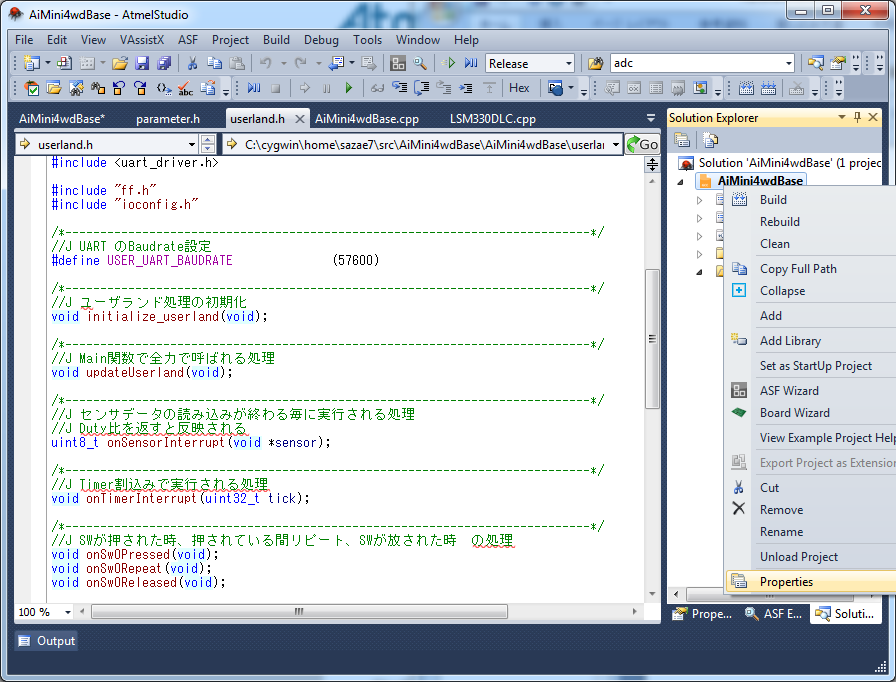 AiMini4wdBase - AtmelStudio
File Edit View VAssistX ASF Project Build Debug Tools Window Help
Release adc
Hex
AiMini4wdBase* parameter.h userland.h AiMini4wdBase.cpp LSM330DLC.cpp
userland.h C:\cygwin\home\sazae7\src\AiMini4wdBase\AiMini4wdBase\userlan Go
#include <uart_driver.h>
#include "ff.h"
#include "ioconfig.h"
/*---------------------------------------------------------------*/
//J UART のBaudrate設定
#define USER_UART_BAUDRATE (57600)
/*---------------------------------------------------------------*/
//J ユーザランド処理の初期化
void initialize_userland(void);
/*---------------------------------------------------------------*/
//J Main関数で全力で呼ばれる処理
void updateUserland(void);
/*---------------------------------------------------------------*/
//J センサデータの読み込みが終わる毎に実行される処理
//J Duty比を返すと反映される
uint8_t onSensorInterrupt(void *sensor);
/*---------------------------------------------------------------*/
//J Timer割込みで実行される処理
void onTimerInterrupt(uint32_t tick);
/*---------------------------------------------------------------*/
//J SWが押された時、押されている間リピート、SWが放された時　の処理
void onSw0Pressed(void);
void onSw0Repeat(void);
void onSw0Released(void);
100 %
Output
Solution Explorer
Solution 'AiMini4wdBase' (1 projec
AiMini4wdBase
Build
Rebuild
Clean
Copy Full Path
Collapse
Add
Add Library
Set as StartUp Project
ASF Wizard
Board Wizard
View Example Project Help
Export Project as Extension
Cut
Remove
Rename
Unload Project
Properties
Prope... ASF E... Soluti...